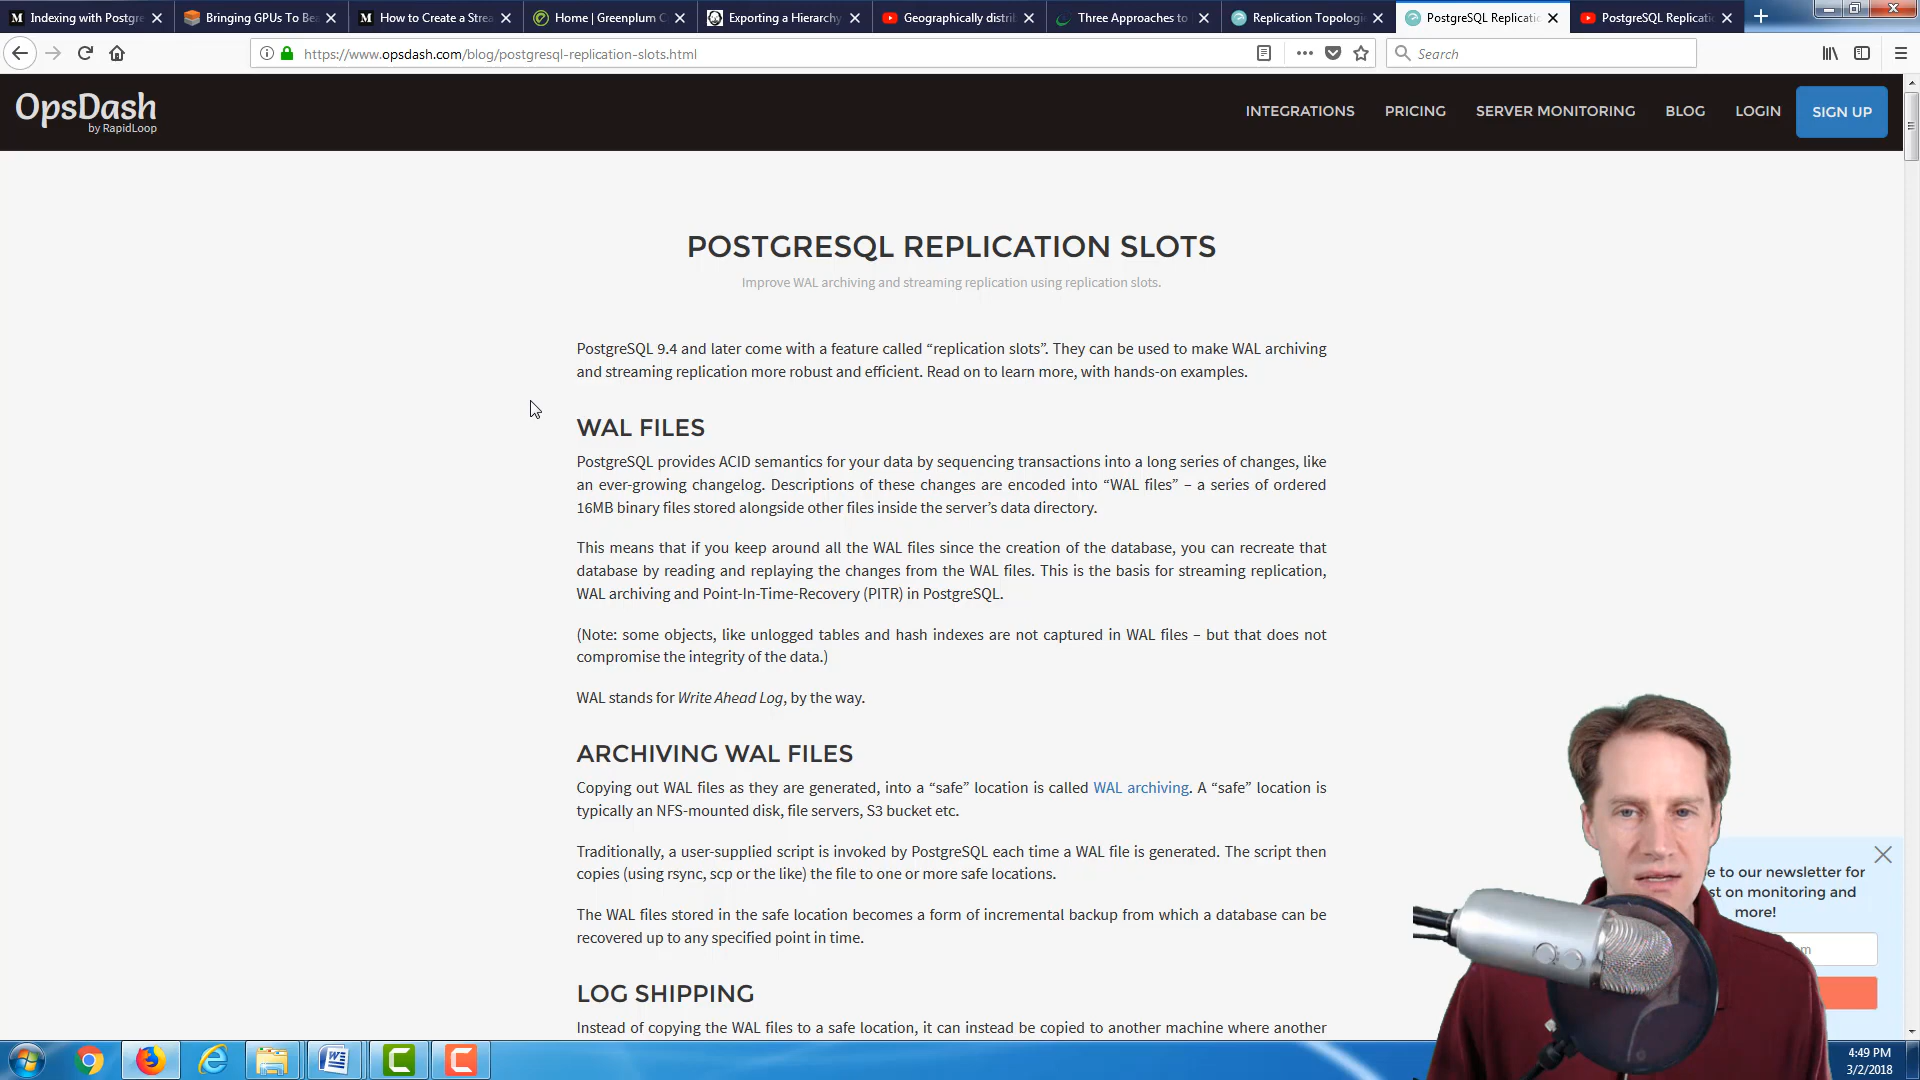 Indexing with Postgre
Bringing GPUs To Be
How to Create a Strea
Home | Greenplum C
Exporting a Hierarchy
Geographically distri
Three Approaches to
Replication Topologi
PostgreSQL Replicati
PostgreSQL Replicati
https://www.opsdash.com/blog/postgresql-replication-slots.html
Search
OpsDash
by RapidLoop
INTEGRATIONS
PRICING
SERVER MONITORING
BLOG
LOGIN
SIGN UP
POSTGRESQL REPLICATION SLOTS
Improve WAL archiving and streaming replication using replication slots.
PostgreSQL 9.4 and later come with a feature called “replication slots”. They can be used to make WAL archiving
and streaming replication more robust and efficient. Read on to learn more, with hands-on examples.
WAL FILES
PostgreSQL provides ACID semantics for your data by sequencing transactions into a long series of changes, like
an ever-growing changelog. Descriptions of these changes are encoded into “WAL files” – a series of ordered
16MB binary files stored alongside other files inside the server’s data directory.
This means that if you keep around all the WAL files since the creation of the database, you can recreate that
database by reading and replaying the changes from the WAL files. This is the basis for streaming replication,
WAL archiving and Point-In-Time-Recovery (PITR) in PostgreSQL.
(Note: some objects, like unlogged tables and hash indexes are not captured in WAL files – but that does not
compromise the integrity of the data.)
WAL stands for Write Ahead Log, by the way.
ARCHIVING WAL FILES
Copying out WAL files as they are generated, into a “safe” location is called WAL archiving. A “safe” location is
typically an NFS-mounted disk, file servers, S3 bucket etc.
Traditionally, a user-supplied script is invoked by PostgreSQL each time a WAL file is generated. The script then
copies (using rsync, scp or the like) the file to one or more safe locations.
The WAL files stored in the safe location becomes a form of incremental backup from which a database can be
recovered up to any specified point in time.
LOG SHIPPING
Instead of copying the WAL files to a safe location, it can instead be copied to another machine where another
e to our newsletter for
st on monitoring and
more!
om
4:49 PM
3/2/2018